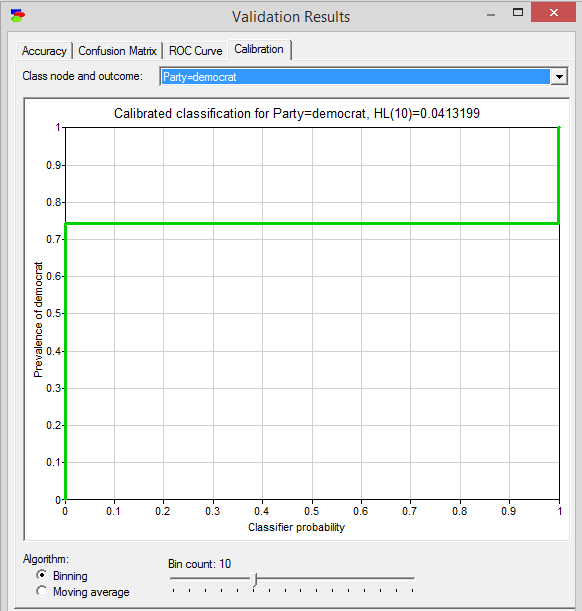 Validation Results
Accuracy Confusion Matrix ROC Curve Calibration
Class node and outcome: Party=democrat
Calibrated classification for Party=democrat, HL(10)=0.0413199
Prevalence of democrat
1
0.9
0.8
0.7
0.6
0.5
0.4
0.3
0.2
0.1
0
0 0.1 0.2 0.3 0.4 0.5 0.6 0.7 0.8 0.9 1
Classifier probability
Algorithm:
Binning
Moving average
Bin count: 10